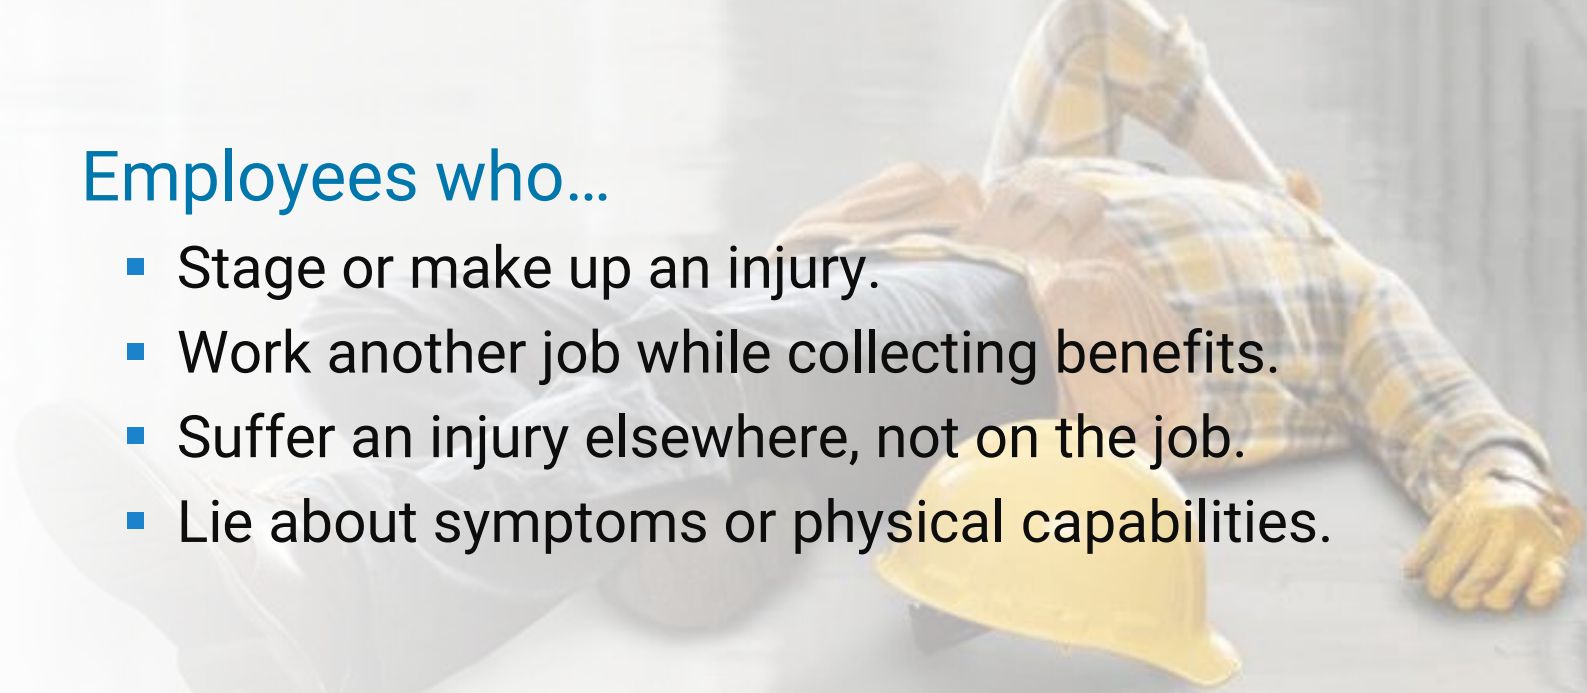 Employees who…
▪ Stage or make up an injury.
▪ Work another job while collecting benefits.
▪ Suffer an injury elsewhere, not on the job.
▪ Lie about symptoms or physical capabilities.